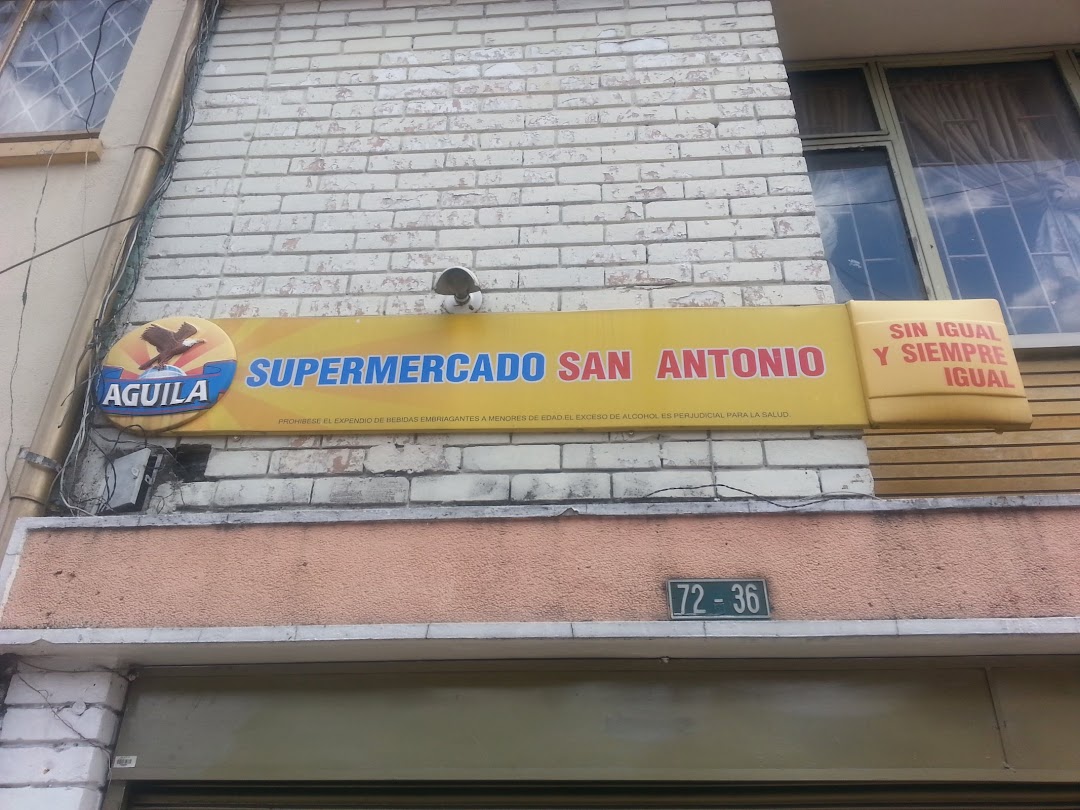 AGUILA
SUPERMERCADO SAN ANTONIO
PROHIBESE EL EXPENDIO DE BEBIDAS EMBRIAGANTES A MENORES DE EDAD.EL EXCESO DE ALCOHOL ES PERJUDICIAL PARA LA SALUD.
SIN IGUAL
Y SIEMPRE
IGUAL
72 - 36